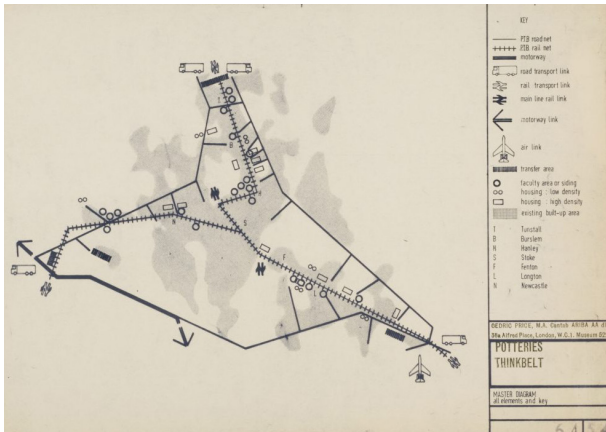 T
B
H
N
S
F
L
KEY
PTB road net
PTB rail net
motorway
road transport link
rail transport link
main line rail link
motorway link
air link
transfer area
faculty area or siding
housing : low density
housing : high density
existing built-up area
T Tunstall
B Burslem
H Hanley
S Stoke
F Fenton
L Longton
N Newcastle
CEDRIC PRICE, M.A. Cantab ARIBA AA
38a Alfred Place, London, W.C.1. Museum
POTTERIES
THINKBELT
MASTER DIAGRAM
all elements and key